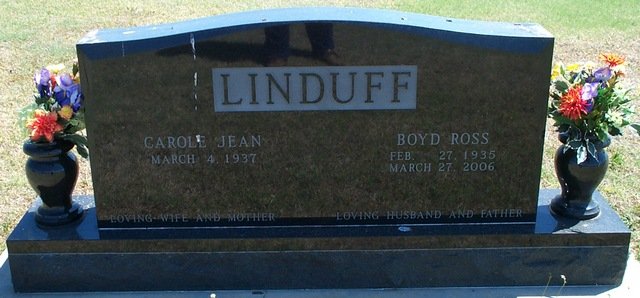 LINDUFF
CAROLE JEAN
MARCH 4, 1937
BOYD ROSS
FEB. 27, 1935
MARCH 27, 2006
LOVING WIFE AND MOTHER
LOVING HUSBAND AND FATHER